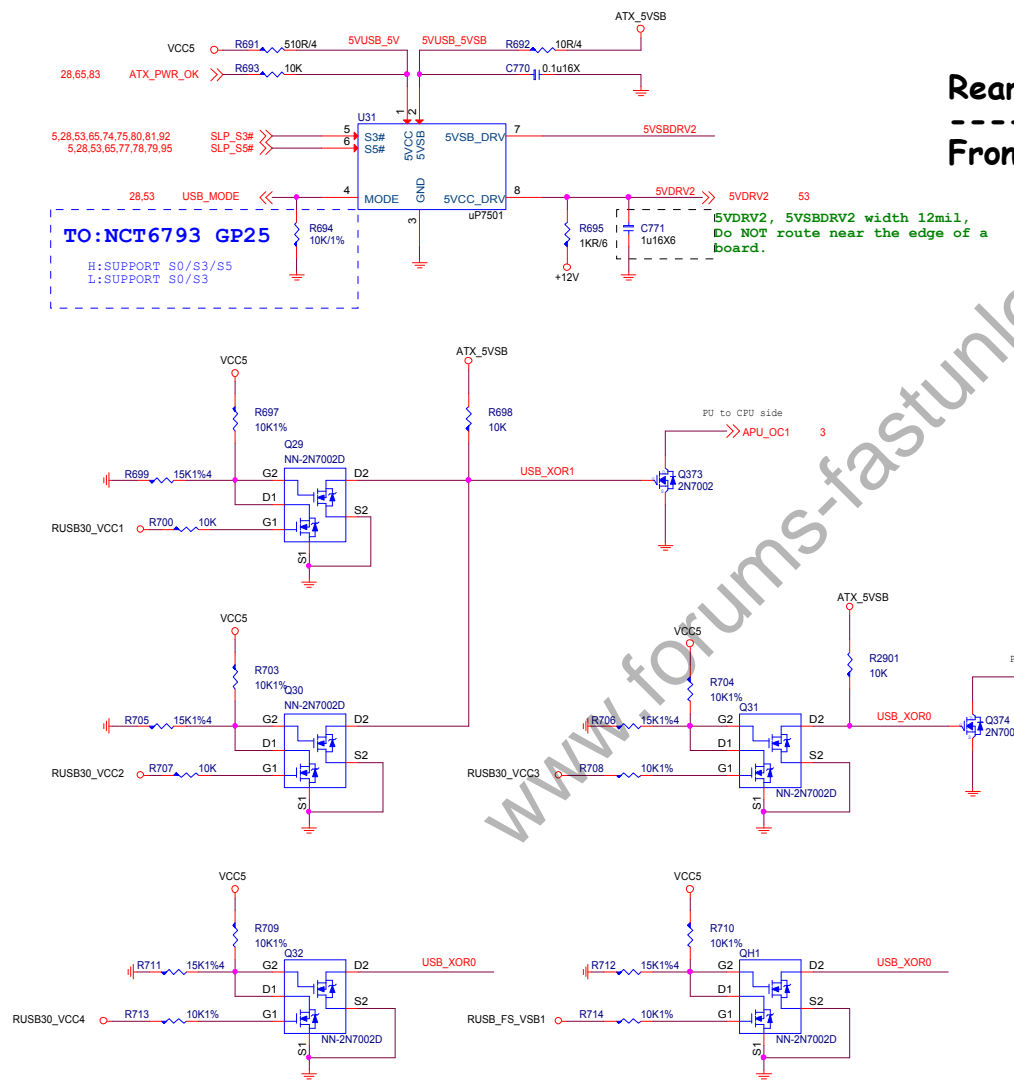 ATX_5VSB
VCC5
R691
510R/4
5VUSB_5V
5VUSB_5VSB
R692
10R/4
28,65,83
ATX_PWR_OK
R693
10K
C770
0.1u16X
Rear
Fron
U31
1
2
5,28,53,65,74,75,80,81,92
SLP_S3#
5
S3#
5VCC
5VSB
5VSB_DRV
7
5VSBDRV2
5,28,53,65,77,78,79,95
SLP_S5#
6
S5#
28,53
USB_MODE
4
MODE
GND
5VCC_DRV
8
5VDRV2
5VDRV2
53
3
uP7501
TO:NCT6793 GP25
H:SUPPORT S0/S3/S5
L:SUPPORT S0/S3
R694
10K/1%
R695
1KR/6
+12V
C771
1u16X6
5VDRV2, 5VSBDRV2 width 12mil,
Do NOT route near the edge of a
board.
VCC5
R697
10K1%
Q29
NN-2N7002D
ATX_5VSB
R698
10K
R699
15K1%4
G2
D2
USB_XOR1
D1
S2
RUSB30_VCC1
R700
10K
G1
S1
PU to CPU side
APU_OC1
3
Q373
2N7002
VCC5
R703
10K1%
Q30
NN-2N7002D
R705
15K1%4
G2
D2
D1
S2
RUSB30_VCC2
R707
10K
G1
S1
VCC5
R704
10K1%
Q31
ATX_5VSB
R2901
10K
R706
15K1%4
G2
D2
USB_XOR0
D1
S2
RUSB30_VCC3
R708
10K1%
G1
S1
NN-2N7002D
P
Q374
2N700
VCC5
R709
10K1%
Q32
R711
15K1%4
G2
D2
USB_XOR0
D1
S2
RUSB30_VCC4
R713
10K1%
G1
S1
NN-2N7002D
VCC5
R710
10K1%
QH1
R712
15K1%4
G2
D2
USB_XOR0
D1
S2
RUSB_FS_VSB1
R714
10K1%
G1
S1
NN-2N7002D
www.forums-fastunlo